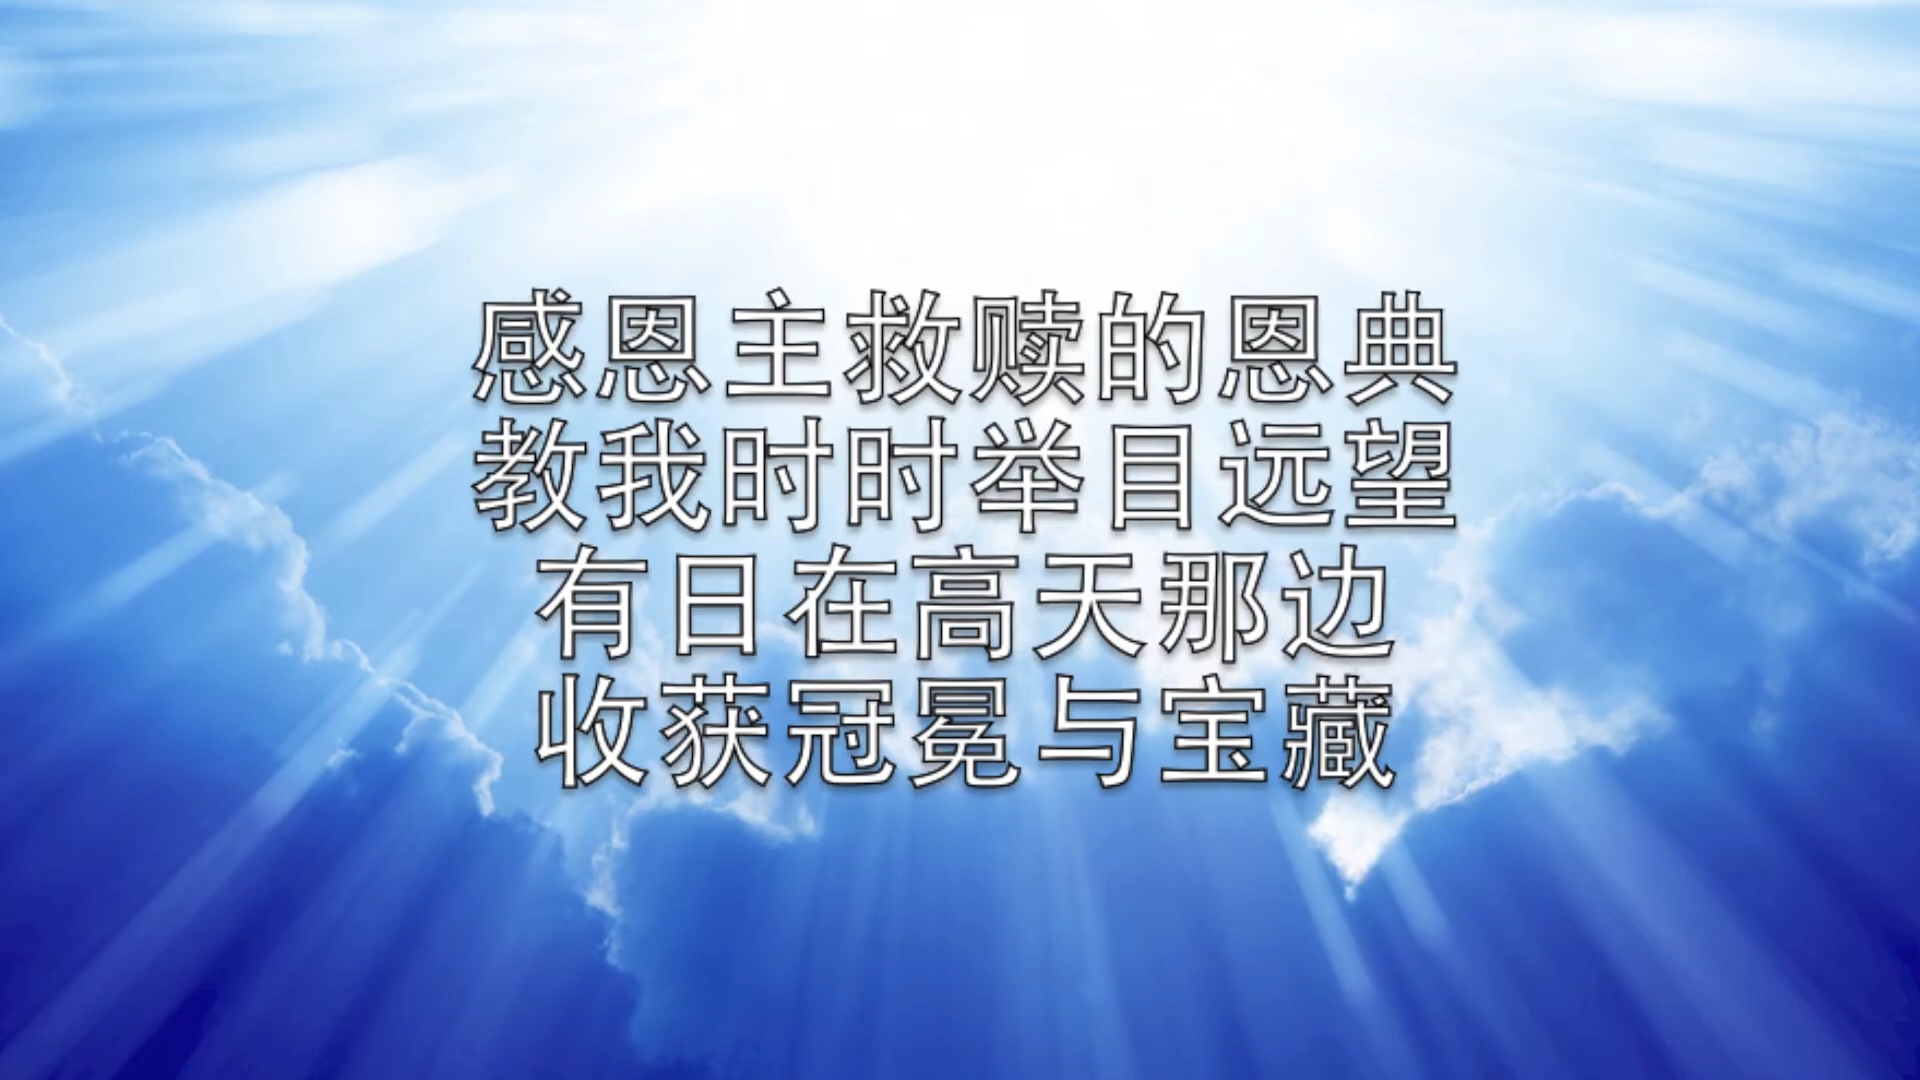 感恩主救赎的恩典
教我时时举目远望
有日在高天那边
收获冠冕与宝藏